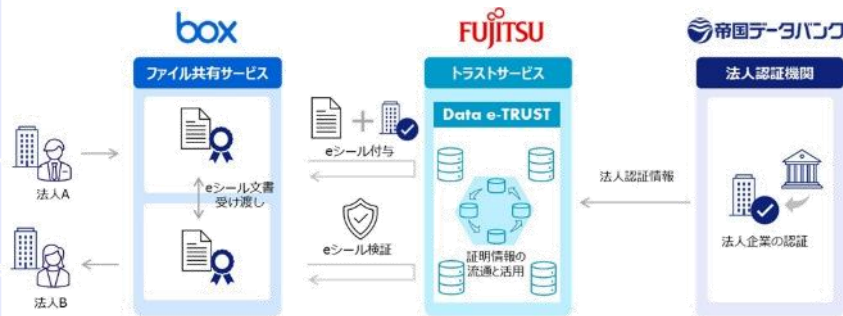 box
FUJITSU
帝国データバンク
ファイル共有サービス
トラストサービス
法人認証機関
Data e-TRUST
eシール付与
法人A
eシール文書
受け渡し
法人認証情報
eシール検証
証明情報の
流通と活用
法人企業の認証
法人B